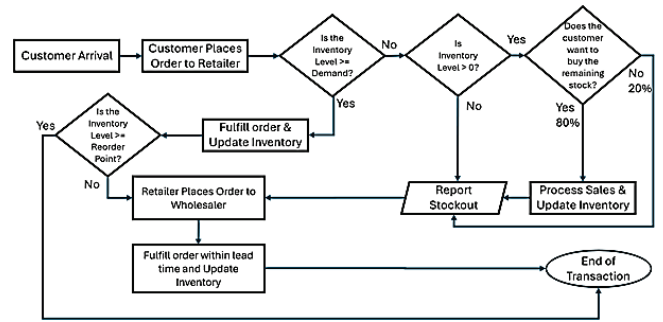 Customer Arrival
Customer Places
Order to Retailer
Is the
Inventory
Level >=
Demand?
No
Is
Inventory
Level > 0?
Yes
Does the
customer
want to
buy the
remaining
stock?
No
20%
Yes
No
Yes
80%
Yes
Is the
Inventory
Level >=
Reorder
Point?
Fulfill order &
Update Inventory
No
Retailer Places Order to
Wholesaler
Report
Stockout
Process Sales &
Update Inventory
Fulfill order within lead
time and Update
Inventory
End of
Transaction